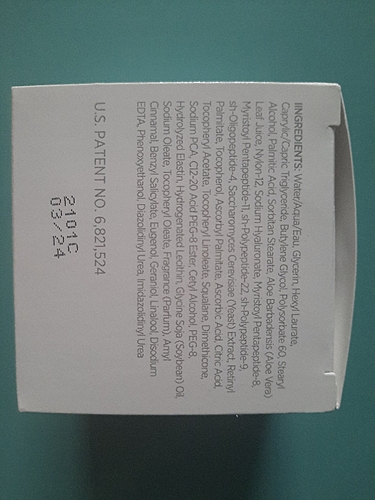 INGREDIENTS: Water/Aqua/Eau, Glycerin, Hexyl Laurate,
Caprylic/Capric Triglyceride, Butylene Glycol, Polysorbate 60, Stearyl
Alcohol, Palmitic Acid, Sorbitan Stearate, Aloe Barbadensis (Aloe Vera)
Leaf Juice, Nylon-12, Sodium Hyaluronate, Myristoyl Pentapeptide-8,
Myristoyl Pentapeptide-11, sh-Polypeptide-22, sh-Polypeptide-9,
sh-Oligopeptide-4, Saccharomyces Cerevisiae (Yeast) Extract, Retinyl
Palmitate, Tocopherol, Ascorbyl Palmitate, Ascorbic Acid, Citric Acid,
Tocopheryl Acetate, Tocopheryl Linoleate, Squalane, Dimethicone,
Sodium PCA, C12-20 Acid PEG-8 Ester, Cetyl Alcohol, PEG-8,
Hydrolyzed Elastin, Hydrogenated Lecithin, Glycine Soja (Soybean) Oil,
Sodium Oleate, Tocopheryl Oleate, Fragrance (Parfum), Amyl
Cinnamal, Benzyl Salicylate, Eugenol, Geraniol, Linalool, Disodium
EDTA, Phenoxyethanol, Diazolidinyl Urea, Imidazolidinyl Urea
U.S. PATENT NO. 6,821,524
2101C
03/24